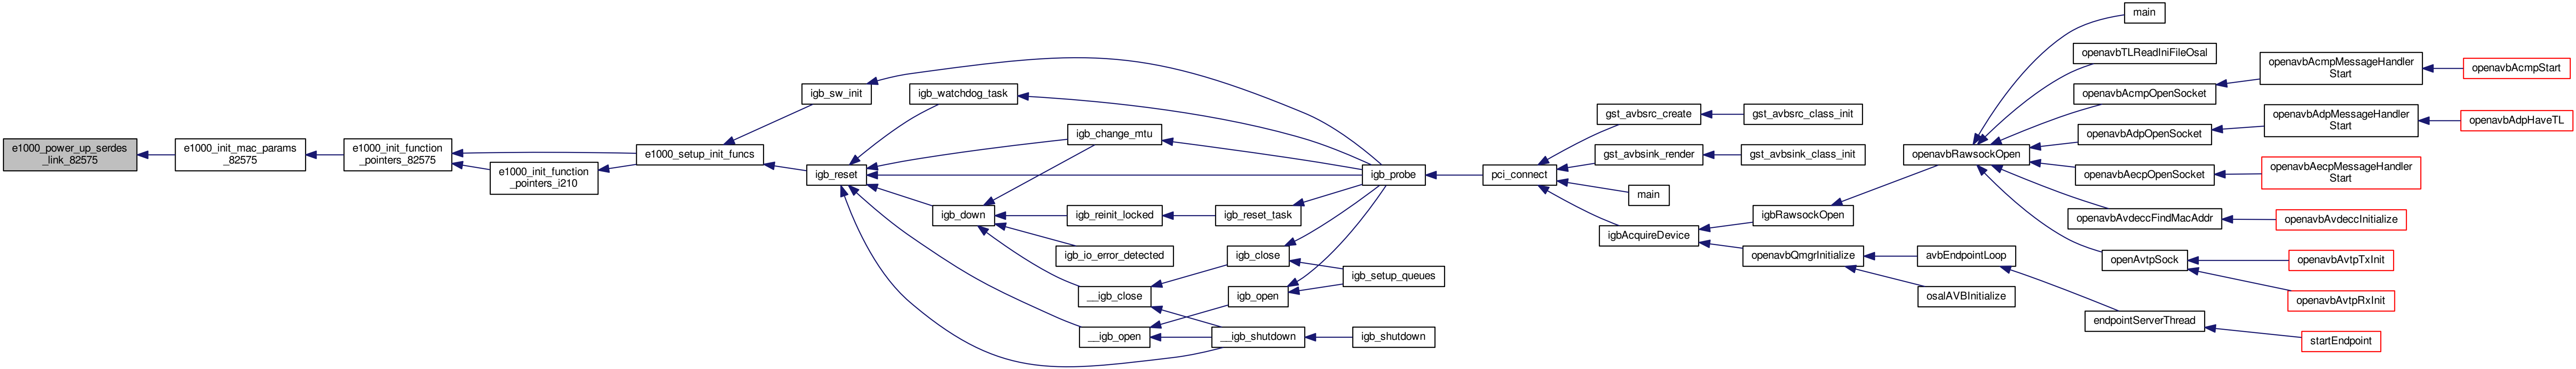 e1000_power_up_serdes
_link_82575
e1000_init_mac_params
_82575
e1000_init_function
_pointers_82575
e1000_init_function
_pointers_i210
e1000_setup_init_funcs
igb_sw_init
igb_reset
igb_watchdog_task
igb_change_mtu
igb_down
igb_reinit_locked
igb_reset_task
igb_io_error_detected
__igb_close
__igb_open
igb_close
igb_open
__igb_shutdown
igb_probe
igb_setup_queues
igb_shutdown
pci_connect
gst_avbsrc_create
gst_avbsrc_class_init
gst_avbsink_render
gst_avbsink_class_init
main
igbAcquireDevice
igbRawsockOpen
openavbQmgrInitialize
avbEndpointLoop
osalAVBInitialize
openavbRawsockOpen
main
openavbTLReadIniFileOsal
openavbAcmpOpenSocket
openavbAcmpMessageHandler
Start
openavbAcmpStart
openavbAdpOpenSocket
openavbAdpMessageHandler
Start
openavbAdpHaveTL
openavbAecpOpenSocket
openavbAecpMessageHandler
Start
openavbAvdeccFindMacAddr
openavbAvdeccInitialize
openAvtpSock
openavbAvtpTxInit
openavbAvtpRxInit
endpointServerThread
startEndpoint